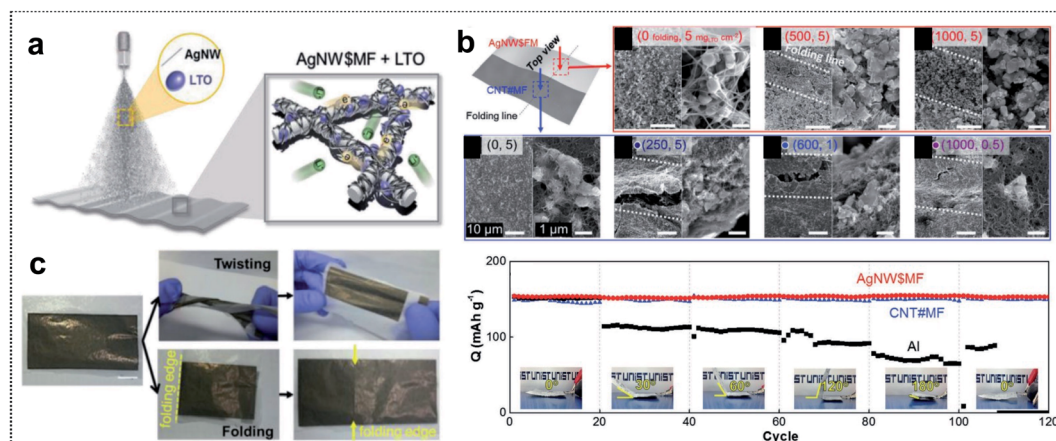 a
AgNW
LTO
AgNW$MF + LTO
e
e
e
e
b
AgNW$FM
Top view
CNT#MF
Folding line
(0 folding, 5 mgLTO cm-2)
(500, 5)
Folding line
(1000, 5)
(0, 5)
10 μm
1 μm
(250, 5)
(600, 1)
(1000, 0.5)
c
Twisting
folding edge
Folding
folding edge
200
100
0
Q (mAh g-1)
AgNW$MF
CNT#MF
Al
0°
30°
60°
120°
180°
0°
0
20
40
60
80
100
120
Cycle